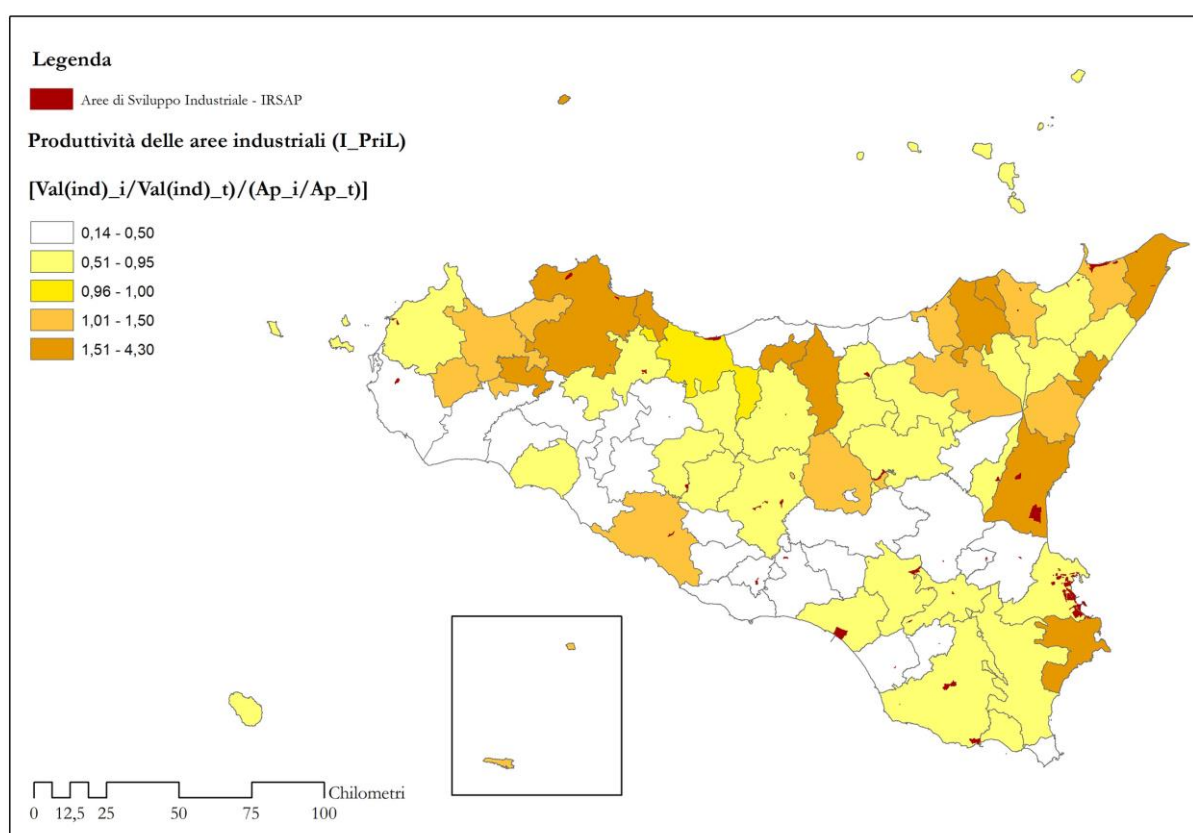 Legenda
Aree di Sviluppo Industriale - IRSAP
Produttività delle aree industriali (I_PriL)
[Val(ind)_i/Val(ind)_t)/(Ap_i/Ap_t)]
0,14 - 0,50
0,51 - 0,95
0,96 - 1,00
1,01 - 1,50
1,51 - 4,30
Chilometri
0 12,5 25 50 75 100